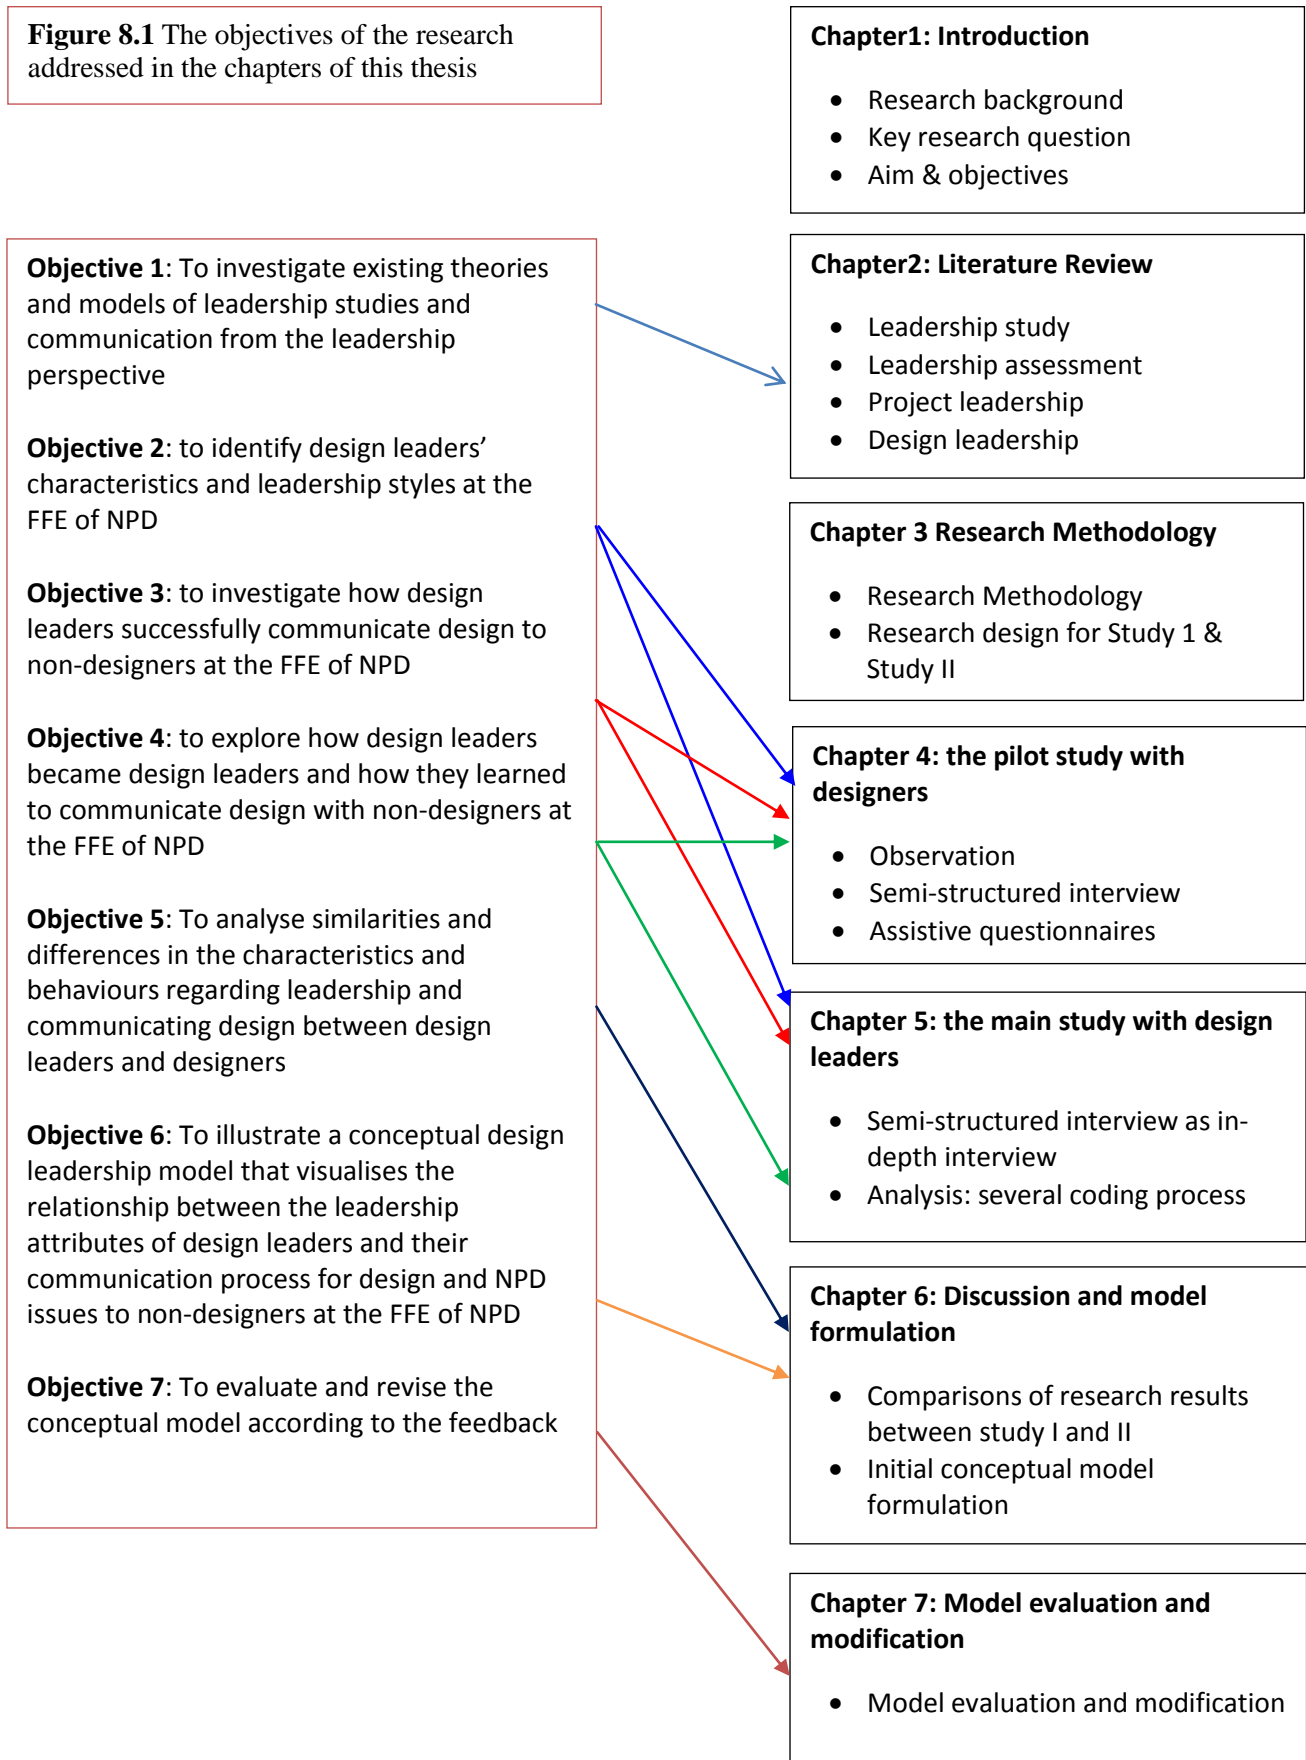 Figure 8.1 The objectives of the research
addressed in the chapters of this thesis
Objective 1: To investigate existing theories
and models of leadership studies and
communication from the leadership
perspective
Objective 2: to identify design leaders’
characteristics and leadership styles at the
FFE of NPD
Objective 3: to investigate how design
leaders successfully communicate design to
non-designers at the FFE of NPD
Objective 4: to explore how design leaders
became design leaders and how they learned
to communicate design with non-designers at
the FFE of NPD
Objective 5: To analyse similarities and
differences in the characteristics and
behaviours regarding leadership and
communicating design between design
leaders and designers
Objective 6: To illustrate a conceptual design
leadership model that visualises the
relationship between the leadership
attributes of design leaders and their
communication process for design and NPD
issues to non-designers at the FFE of NPD
Objective 7: To evaluate and revise the
conceptual model according to the feedback
Chapter1: Introduction
• Research background
• Key research question
• Aim & objectives
Chapter2: Literature Review
• Leadership study
• Leadership assessment
• Project leadership
• Design leadership
Chapter 3 Research Methodology
• Research Methodology
• Research design for Study 1 &
Study II
Chapter 4: the pilot study with
designers
• Observation
• Semi-structured interview
• Assistive questionnaires
Chapter 5: the main study with design
leaders
• Semi-structured interview as in-
depth interview
• Analysis: several coding process
Chapter 6: Discussion and model
formulation
• Comparisons of research results
between study I and II
• Initial conceptual model
formulation
Chapter 7: Model evaluation and
modification
• Model evaluation and modification